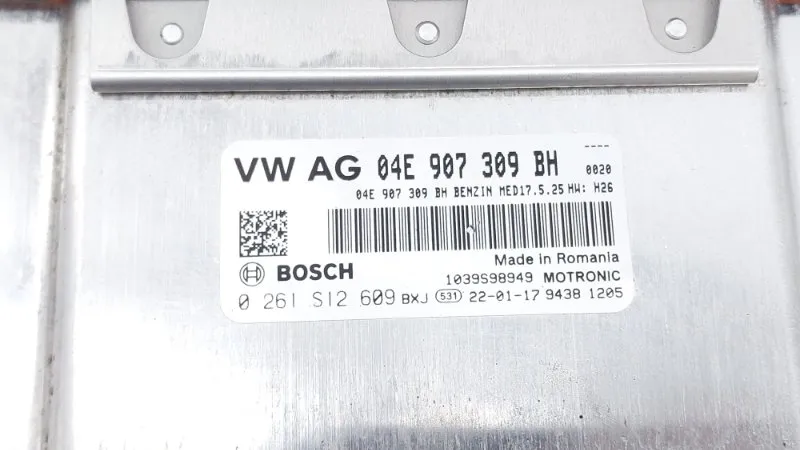 VW AG 04E 907 309 BH ---- 0020
04E 907 309 BH BENZIN MED17.5.25 HW: H26
Made in Romania
BOSCH 1039S98949 MOTRONIC
0 261 S12 609 BXJ 531 22-01-17 9438 1205